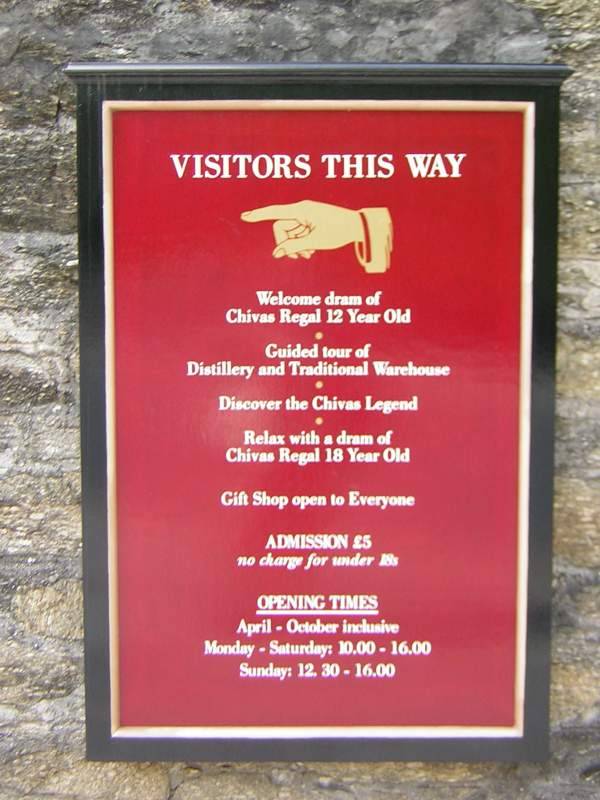 VISITORS THIS WAY
Welcome dram of
Chivas Regal 12 Year Old
Guided tour of
Distillery and Traditional Warehouse
Discover the Chivas Legend
Relax with a dram of
Chivas Regal 18 Year Old
Gift Shop open to Everyone
ADMISSION £5
no charge for under 18s
OPENING TIMES
April - October inclusive
Monday - Saturday: 10.00 - 16.00
Sunday: 12. 30 - 16.00